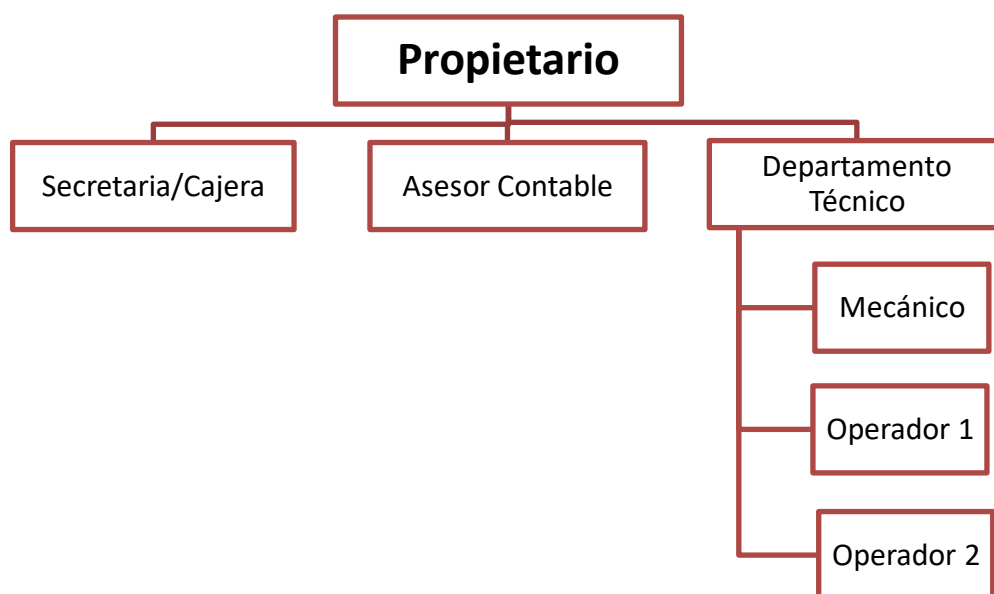 Propietario
Secretaria/Cajera
Asesor Contable
Departamento
Técnico
Mecánico
Operador 1
Operador 2